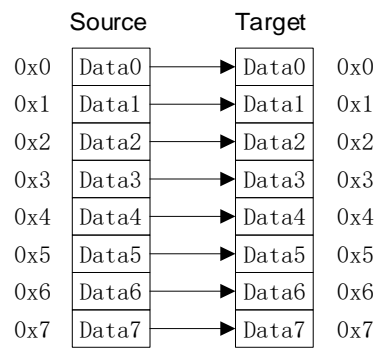 Source Target
0x0 Data0 Data0 0x0
0x1 Data1 Data1 0x1
0x2 Data2 Data2 0x2
0x3 Data3 Data3 0x3
0x4 Data4 Data4 0x4
0x5 Data5 Data5 0x5
0x6 Data6 Data6 0x6
0x7 Data7 Data7 0x7